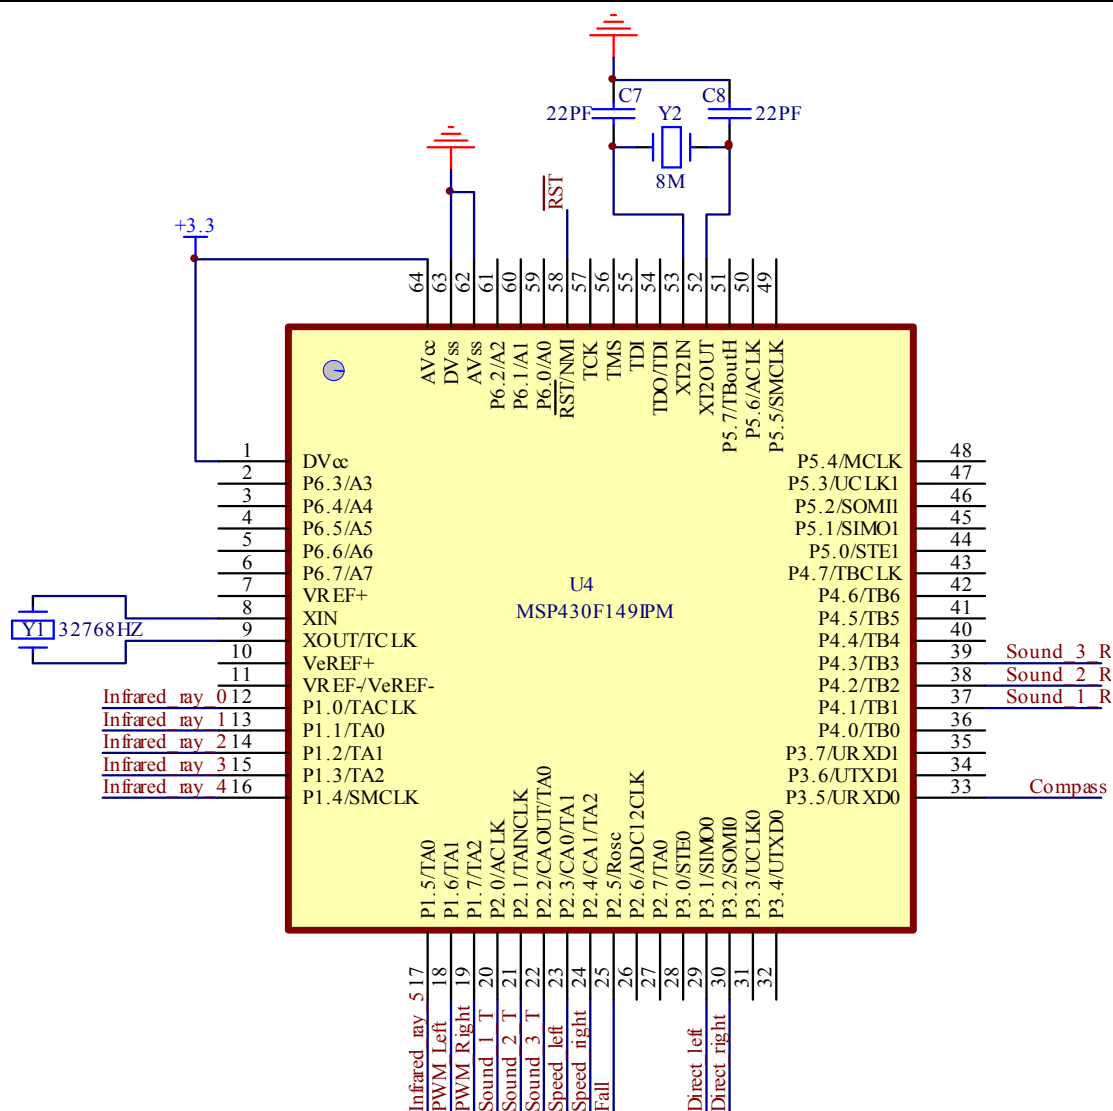 C7
C8
22PF
Y2
22PF
8M
RST
+3.3
64
63
62
61
60
59
58
57
56
55
54
53
52
51
50
49
AVcc
DVss
AVss
P6.2/A2
P6.1/A1
P6.0/A0
RST/NMI
TCK
TMS
TDI
TDO/TDI
XT2IN
XT2OUT
P5.7/TBoutH
P5.6/ACLK
P5.5/SMCLK
1 DVcc
2 P6.3/A3
3 P6.4/A4
4 P6.5/A5
5 P6.6/A6
6 P6.7/A7
7 VREF+
8 XIN
Y1 32768HZ
9 XOUT/TCLK
10 VeREF+
11 VREF-/VeREF-
Infrared_ray_0 12 P1.0/TACLK
Infrared_ray_1 13 P1.1/TA0
Infrared_ray_2 14 P1.2/TA1
Infrared_ray_3 15 P1.3/TA2
Infrared_ray_4 16 P1.4/SMCLK
U4
MSP430F149IPM
P5.4/MCLK 48
P5.3/UCLK1 47
P5.2/SOMI1 46
P5.1/SIMO1 45
P5.0/STE1 44
P4.7/TBCLK 43
P4.6/TB6 42
P4.5/TB5 41
P4.4/TB4 40
P4.3/TB3 39 Sound_3_R
P4.2/TB2 38 Sound_2_R
P4.1/TB1 37 Sound_1_R
P4.0/TB0 36
P3.7/URXD1 35
P3.6/UTXD1 34
P3.5/URXD0 33 Compass
P1.5/TA0
P1.6/TA1
P1.7/TA2
P2.0/ACLK
P2.1/TAINCLK
P2.2/CAOUT/TA0
P2.3/CA0/TA1
P2.4/CA1/TA2
P2.5/Rosc
P2.6/ADC12CLK
P2.7/TA0
P3.0/STE0
P3.1/SIMO0
P3.2/SOMI0
P3.3/UCLK0
P3.4/UTXD0
Infrared_ray_5 17
PWM_Left 18
PWM_Right 19
Sound_1_T 20
Sound_2_T 21
Sound_3_T 22
Speed_left 23
Speed_right 24
Fall 25
26
27
28
Direct_left 29
Direct_right 30
31
32